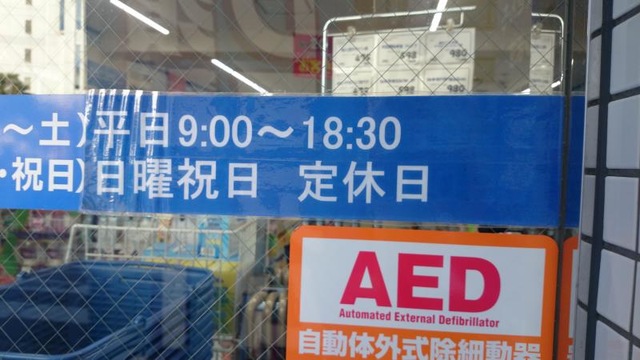 ～土)平日9:00～18:30
・祝日)日曜祝日 定休日
AED
Automated External Defibrillator
自動体外式除細動器